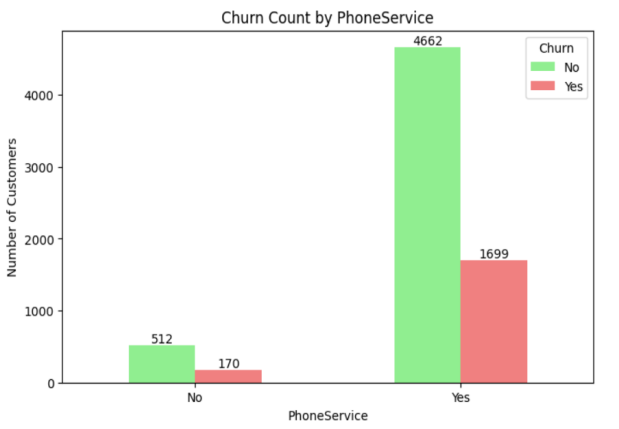 Churn Count by PhoneService
Number of Customers
4000
3000
2000
1000
0
512
170
4662
1699
Churn
No
Yes
No
Yes
PhoneService